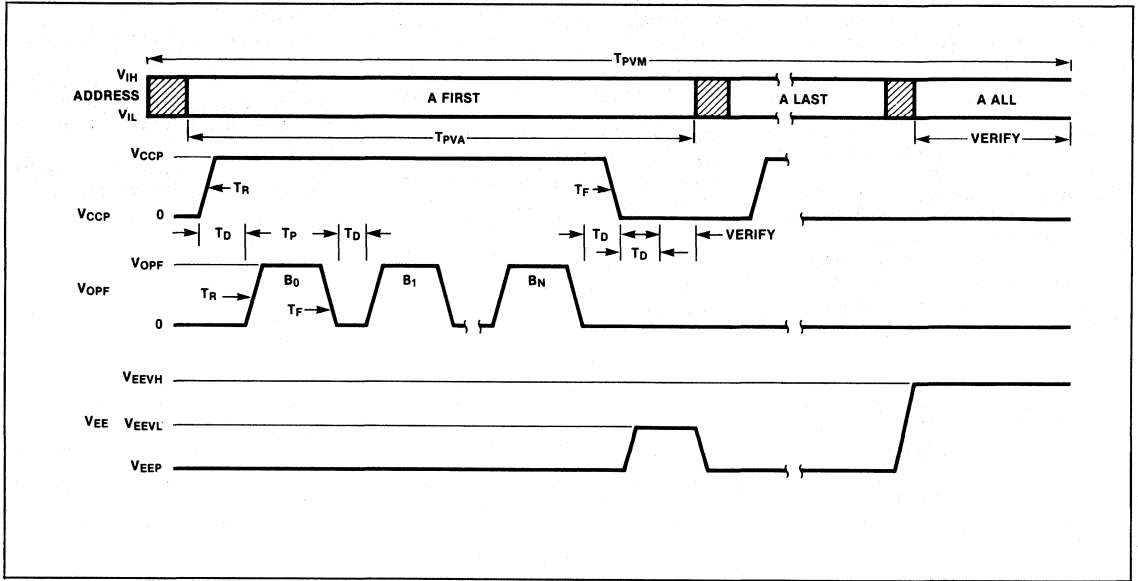 TPVM
VIH
ADDRESS
VIL
A FIRST
A LAST
A ALL
TPVA
VERIFY
VCCP
TR
TF
VCCP 0
TD TP TD
TD
VERIFY
TD
VOPF
B0 B1 BN
VOPF
TR
TF
0
VEEVH
VEE VEEVL
VEEP